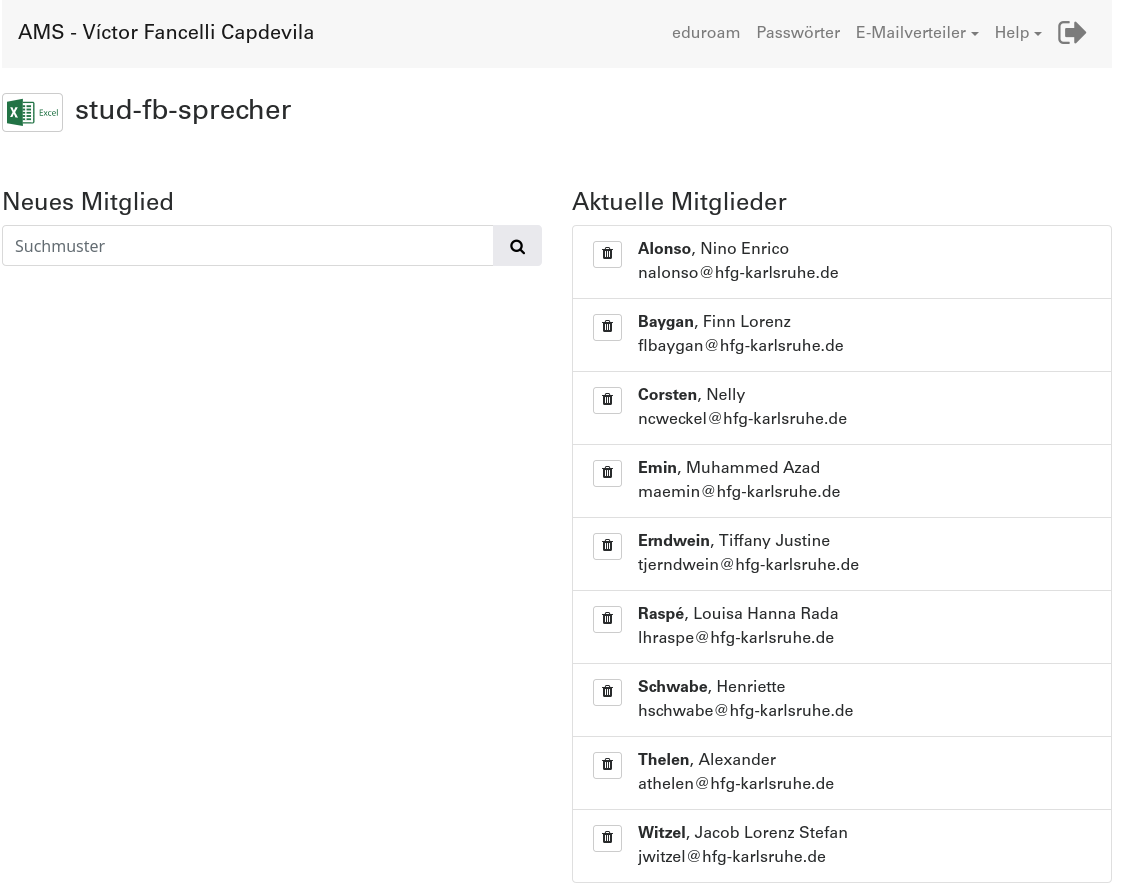 AMS - Víctor Fancelli Capdevila
eduroam Passwörter E-Mailverteiler Help
X Excel stud-fb-sprecher
Neues Mitglied
Suchmuster
Aktuelle Mitglieder
Alonso, Nino Enrico
nalonso@hfg-karlsruhe.de
Baygan, Finn Lorenz
flbaygan@hfg-karlsruhe.de
Corsten, Nelly
ncweckel@hfg-karlsruhe.de
Emin, Muhammed Azad
maemin@hfg-karlsruhe.de
Erndwein, Tiffany Justine
tjerndwein@hfg-karlsruhe.de
Raspé, Louisa Hanna Rada
lhraspe@hfg-karlsruhe.de
Schwabe, Henriette
hschwabe@hfg-karlsruhe.de
Thelen, Alexander
athelen@hfg-karlsruhe.de
Witzel, Jacob Lorenz Stefan
jwitzel@hfg-karlsruhe.de